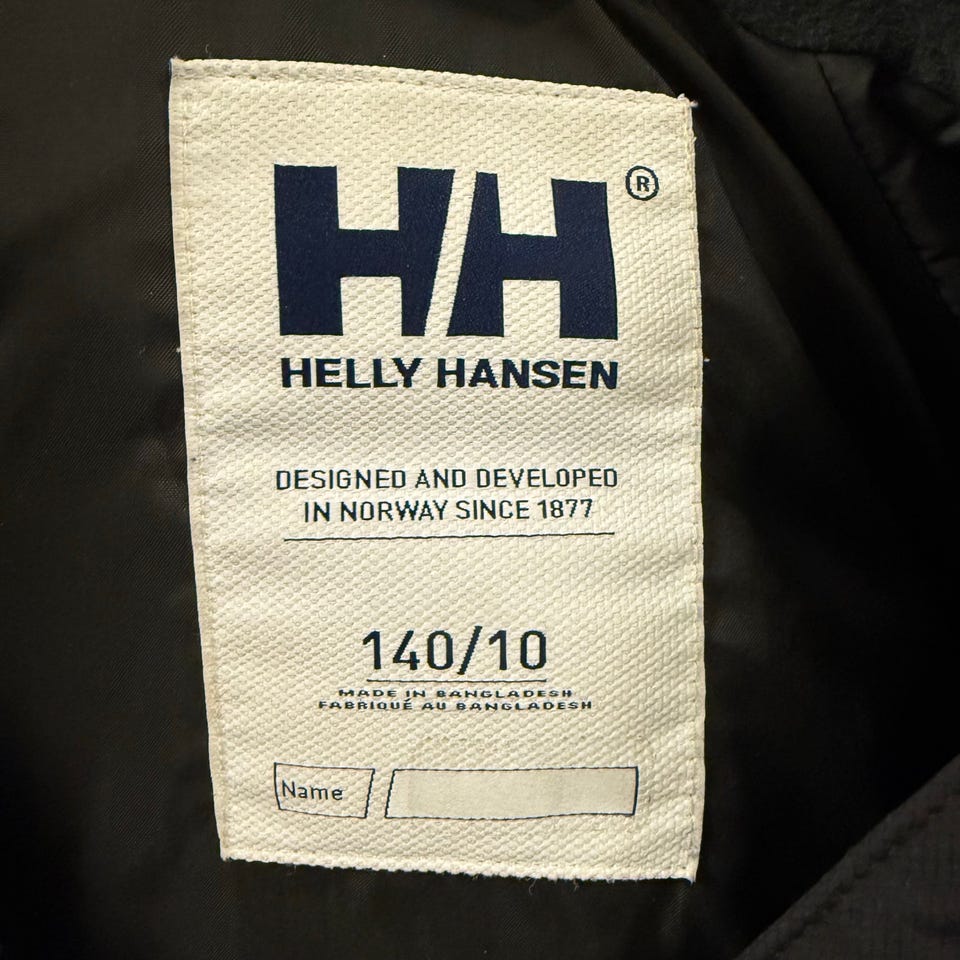 HH®
HELLY HANSEN
DESIGNED AND DEVELOPED
IN NORWAY SINCE 1877
140/10
MADE IN BANGLADESH
FABRIQUÉ AU BANGLADESH
Name